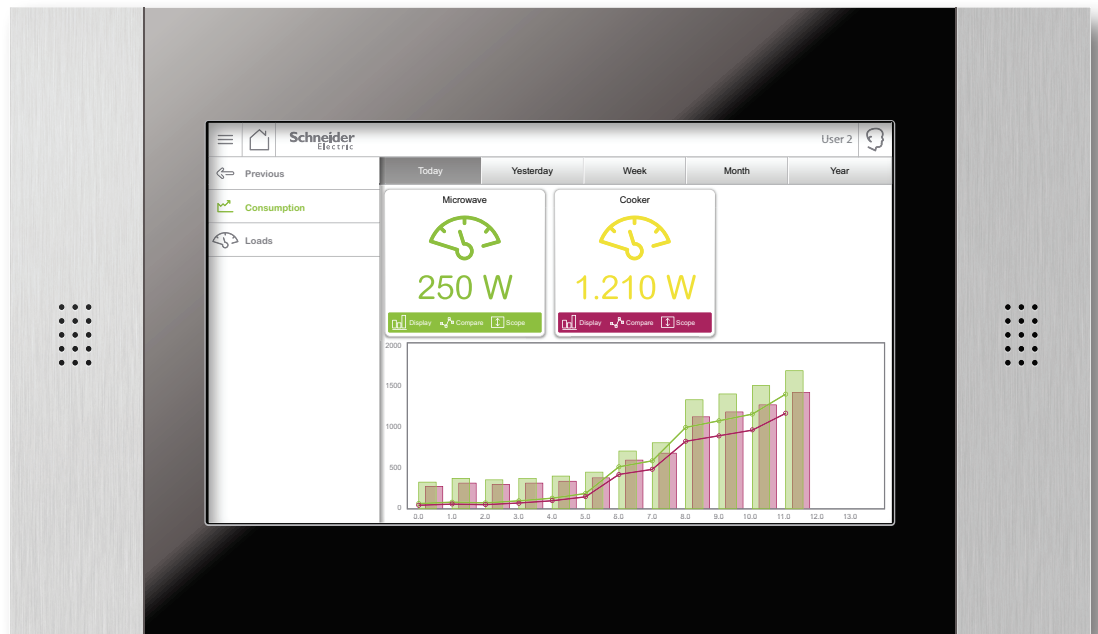 Schneider
Electric
User 2
Previous
Consumption
Loads
Today Yesterday Week Month Year
Microwave
250 W
Display Compare Scope
Cooker
1.210 W
Display Compare Scope
2000
1500
1000
500
0
0.0 1.0 2.0 3.0 4.0 5.0 6.0 7.0 8.0 9.0 10.0 11.0 12.0 13.0